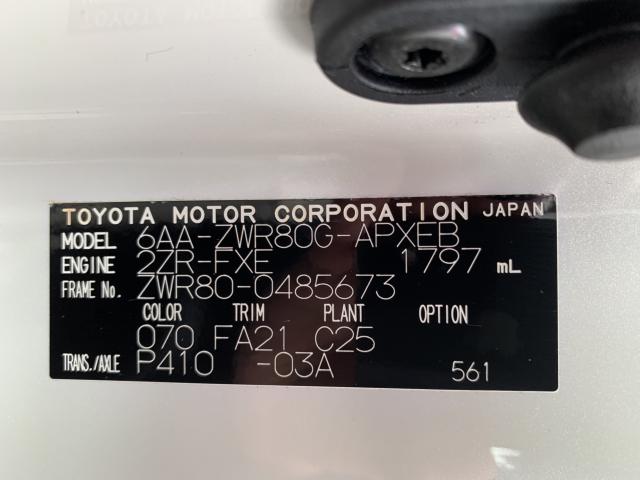 TOYOTA MOTOR CORPORATION JAPAN
MODEL 6AA-ZWR80G-APXEB
ENGINE 2ZR-FXE 1797 mL
FRAME No. ZWR80-0485673
COLOR TRIM PLANT OPTION
070 FA21 C25
TRANS./AXLE P410 -03A 561